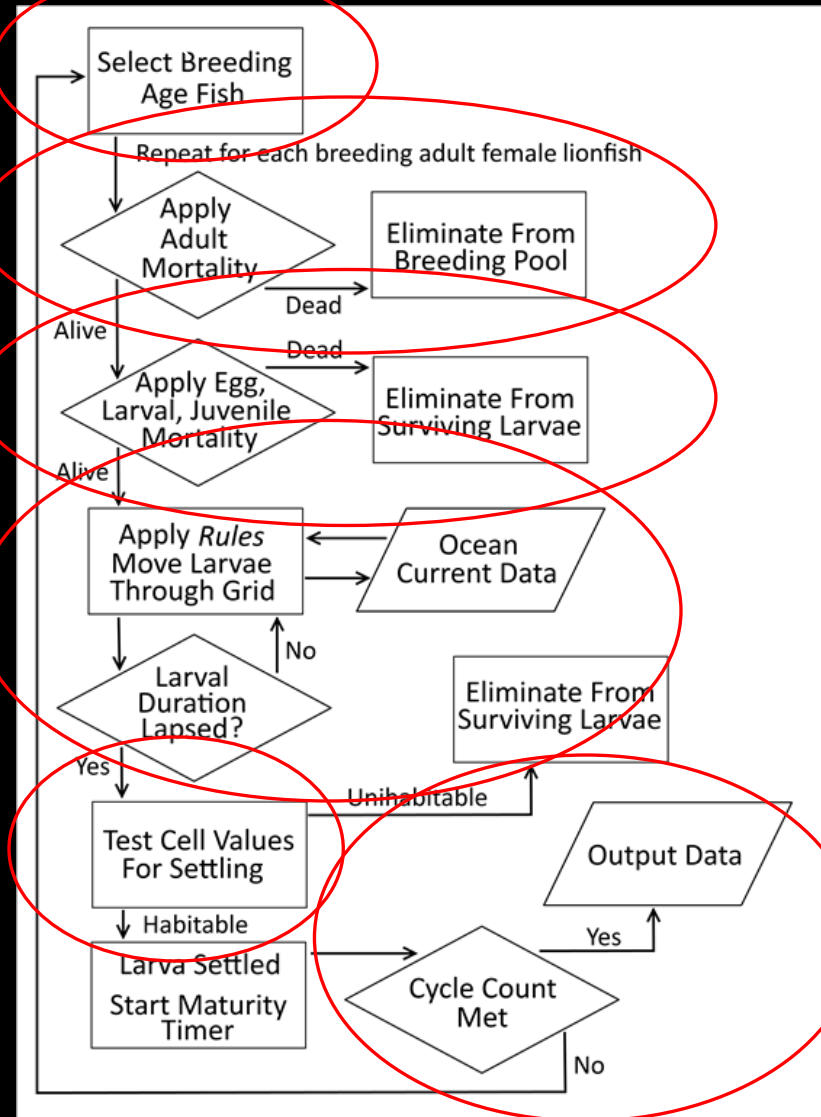 Select Breeding
Age Fish
Repeat for each breeding adult female lionfish
Apply
Adult
Mortality
Eliminate From
Breeding Pool
Dead
Alive
Dead
Apply Egg,
Larval, Juvenile
Mortality
Eliminate From
Surviving Larvae
Alive
Apply Rules
Move Larvae
Through Grid
Ocean
Current Data
No
Larval
Duration
Lapsed?
Eliminate From
Surviving Larvae
Yes
Unihabitable
Test Cell Values
For Settling
Output Data
Habitable
Yes
Larva Settled
Start Maturity
Timer
Cycle Count
Met
No